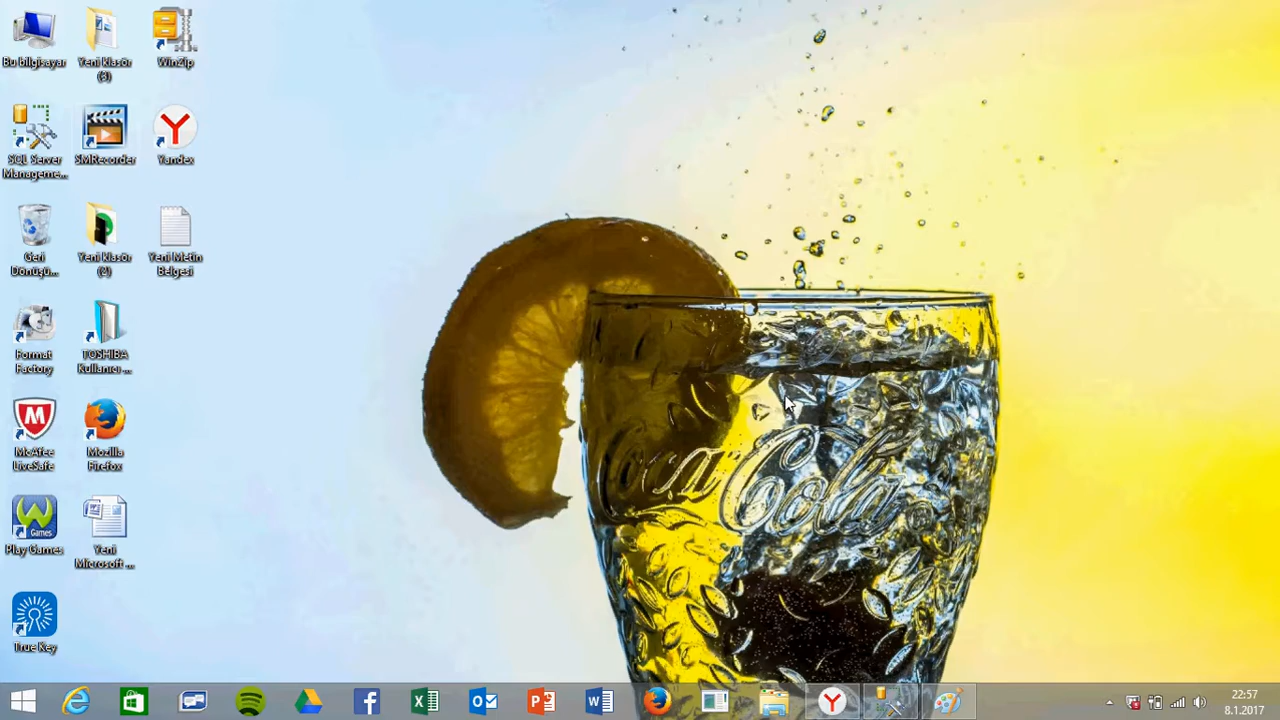 Bu bilgisayar
Yeni klasör
(3)
WinZip
SQL Server
Manageme...
SMRecorder
Yandex
Geri
Dönüşü...
Yeni klasör
(2)
Yeni Metin
Belgesi
Format
Factory
TOSHIBA
Kullanıcı ...
McAfee
LiveSafe
Mozilla
Firefox
Games
Play Games
Yeni
Microsoft ...
True Key
Coca Cola
22:57
8.1.2017